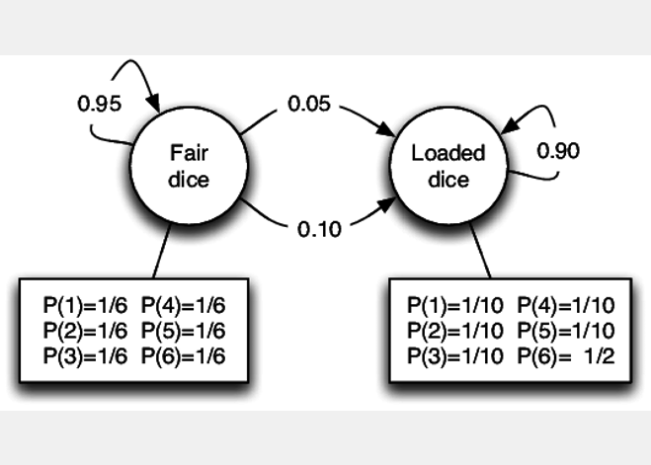 0.95
Fair
dice
0.05
0.10
Loaded
dice
0.90
P(1)=1/6 P(4)=1/6
P(2)=1/6 P(5)=1/6
P(3)=1/6 P(6)=1/6
P(1)=1/10 P(4)=1/10
P(2)=1/10 P(5)=1/10
P(3)=1/10 P(6)= 1/2